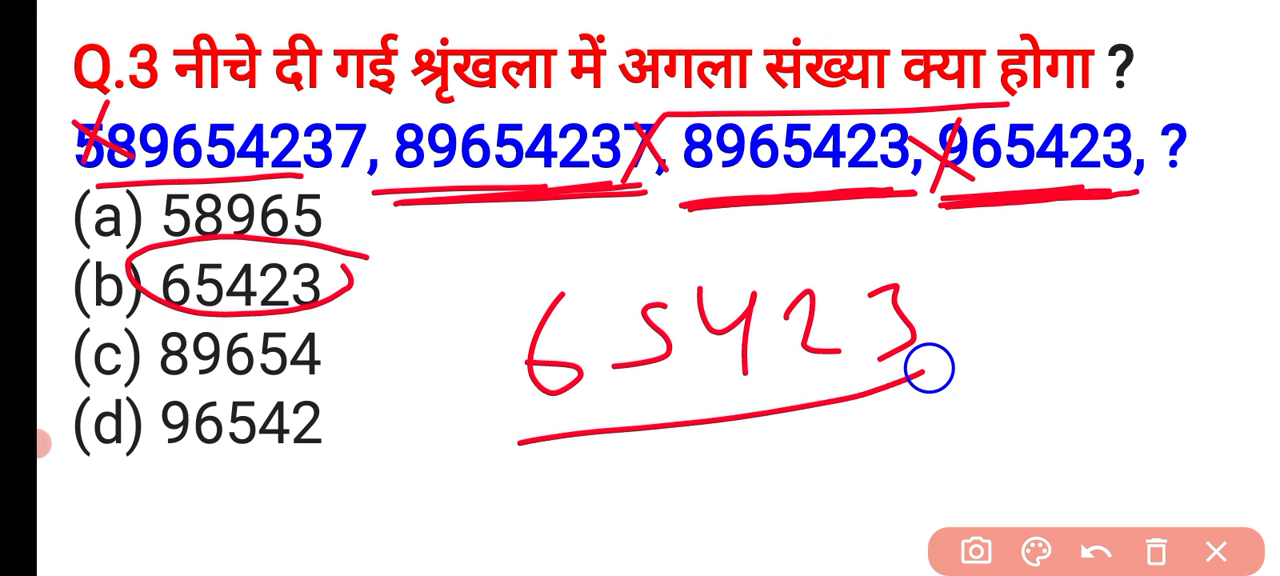 Q.3 नीचे दी गई श्रृंखला में अगला संख्या क्या होगा ?
589654237, 89654237, 8965423, 965423, ?
(a) 58965
(b) 65423
65423
(c) 89654
(d) 96542